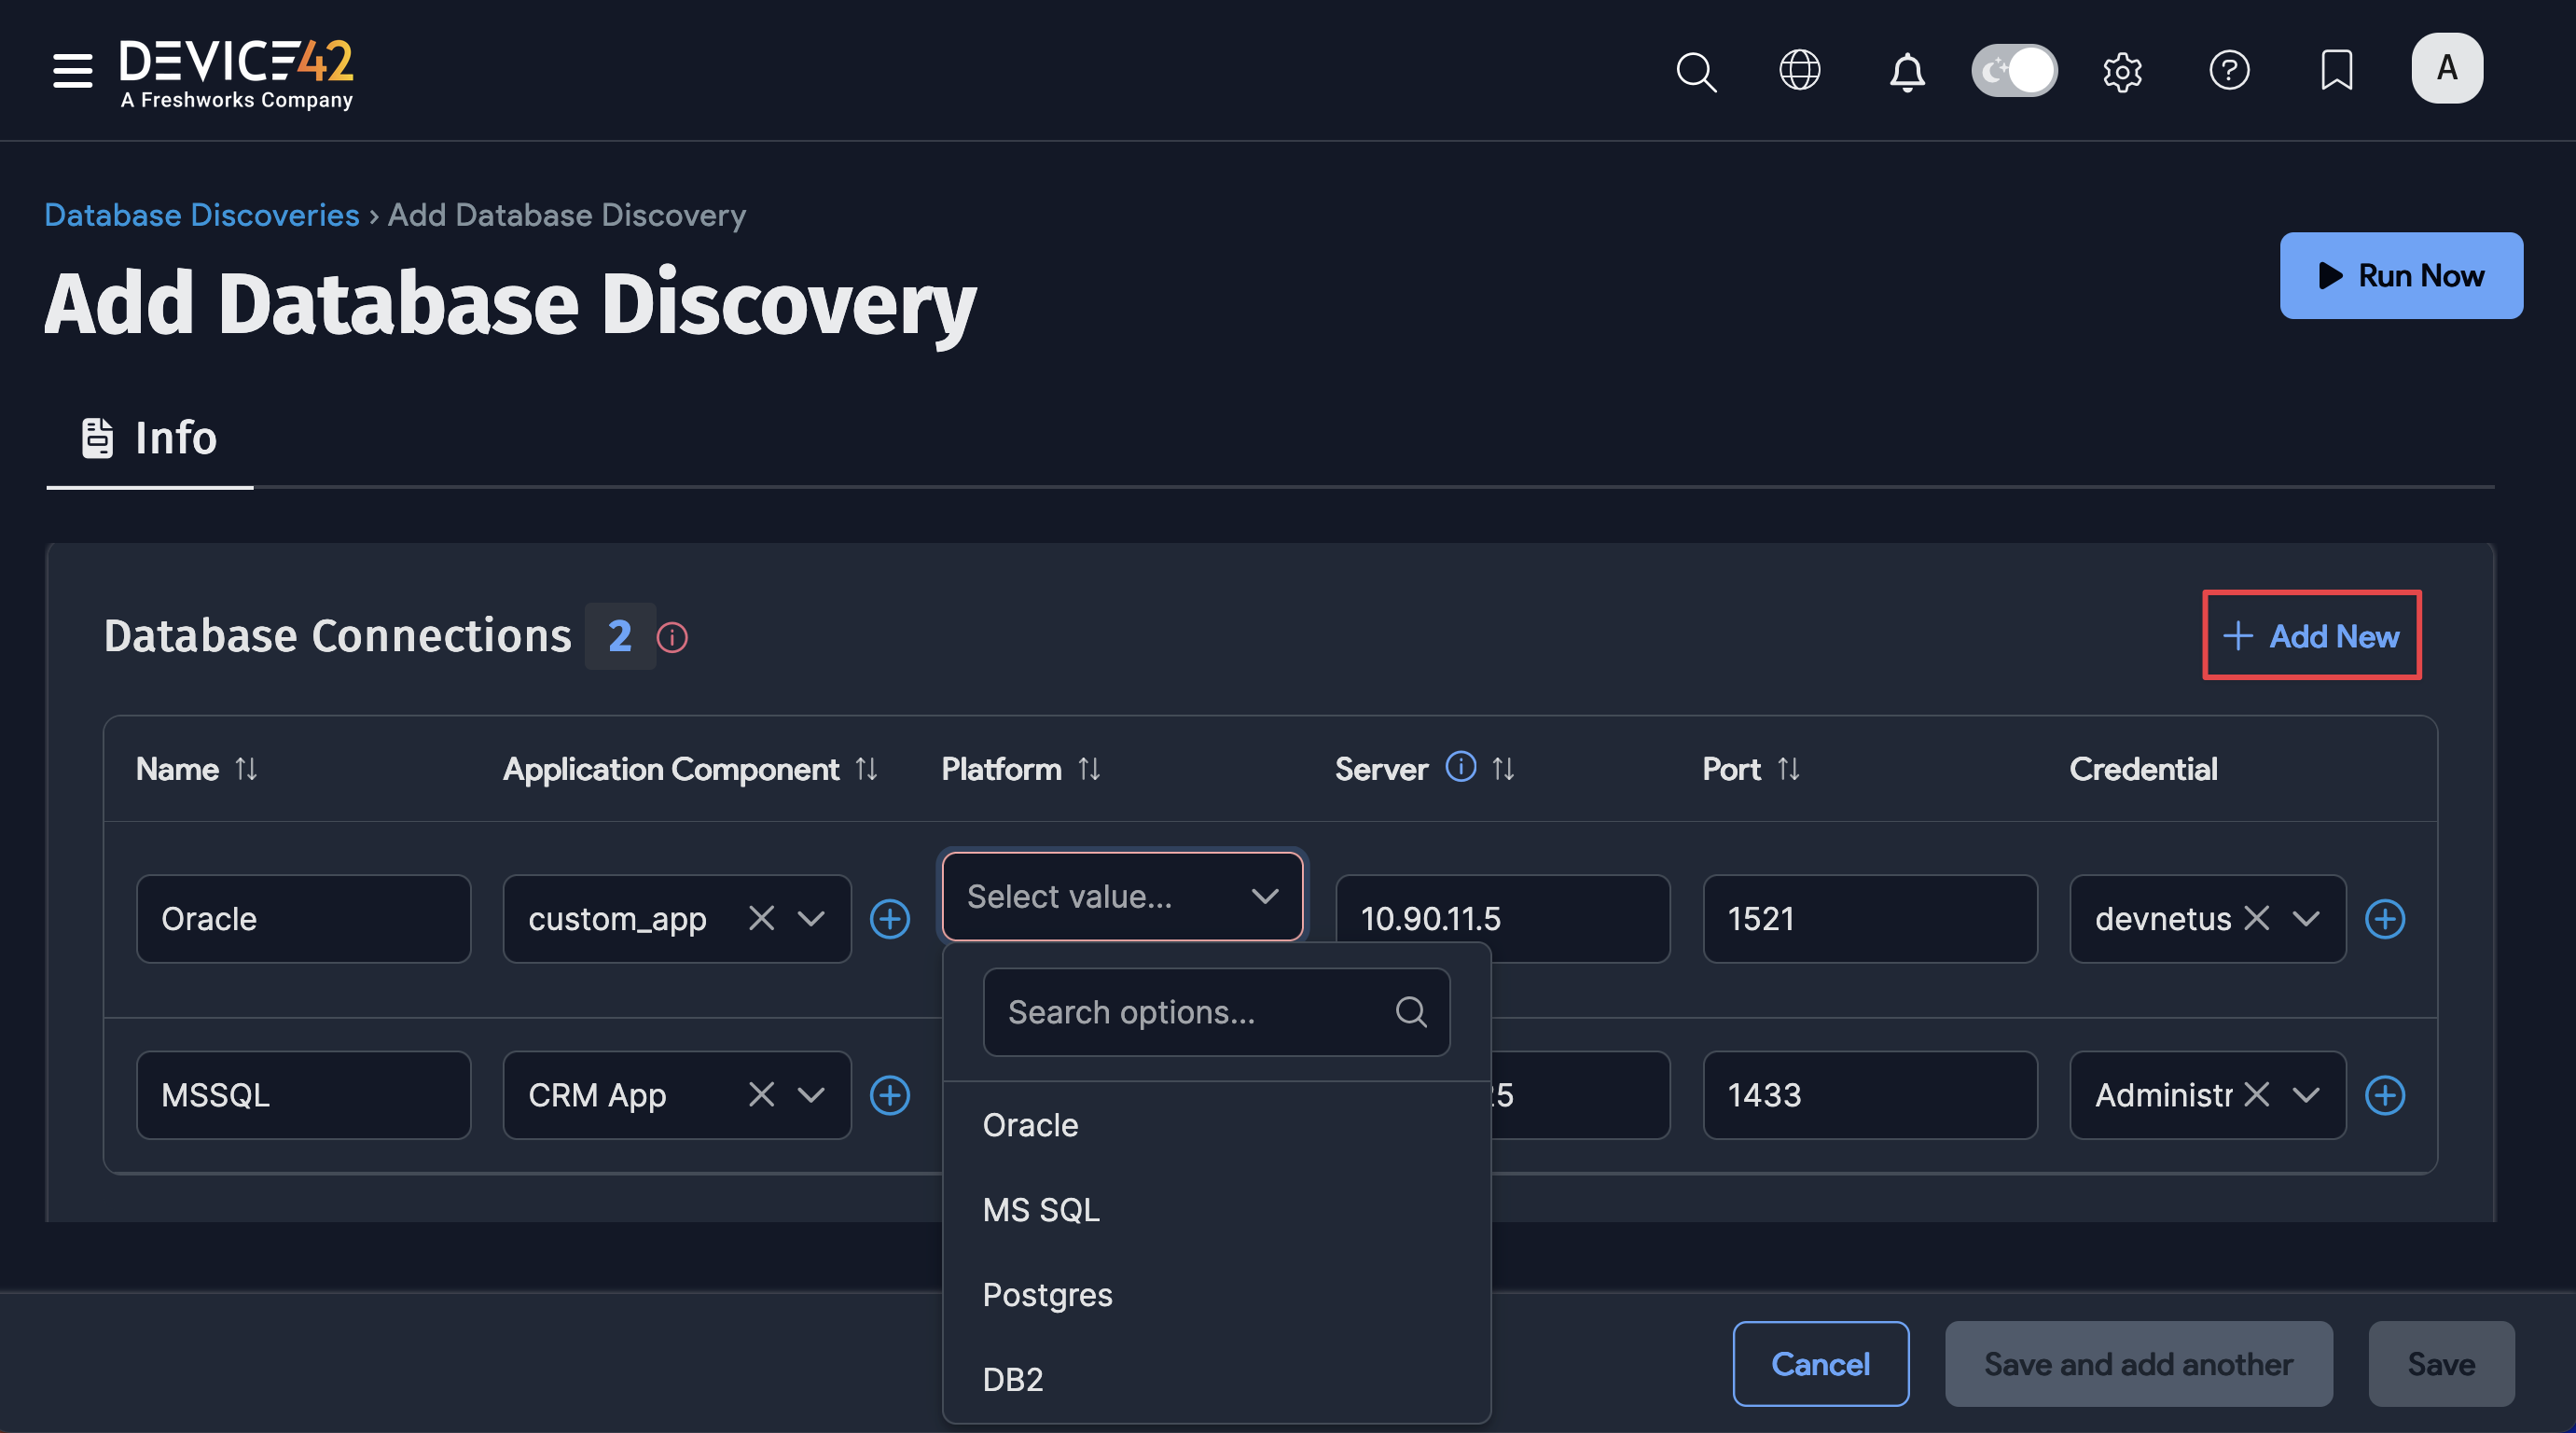 DEVICE42
A Freshworks Company
A
Database Discoveries › Add Database Discovery
Add Database Discovery
Run Now
Info
Database Connections 2
Add New
Name Application Component Platform Server Port Credential
Oracle custom_app Select value... 10.90.11.5 1521 devnetus
Search options...
MSSQL CRM App 1433 Administr
Oracle
MS SQL
Postgres
DB2
Cancel Save and add another Save